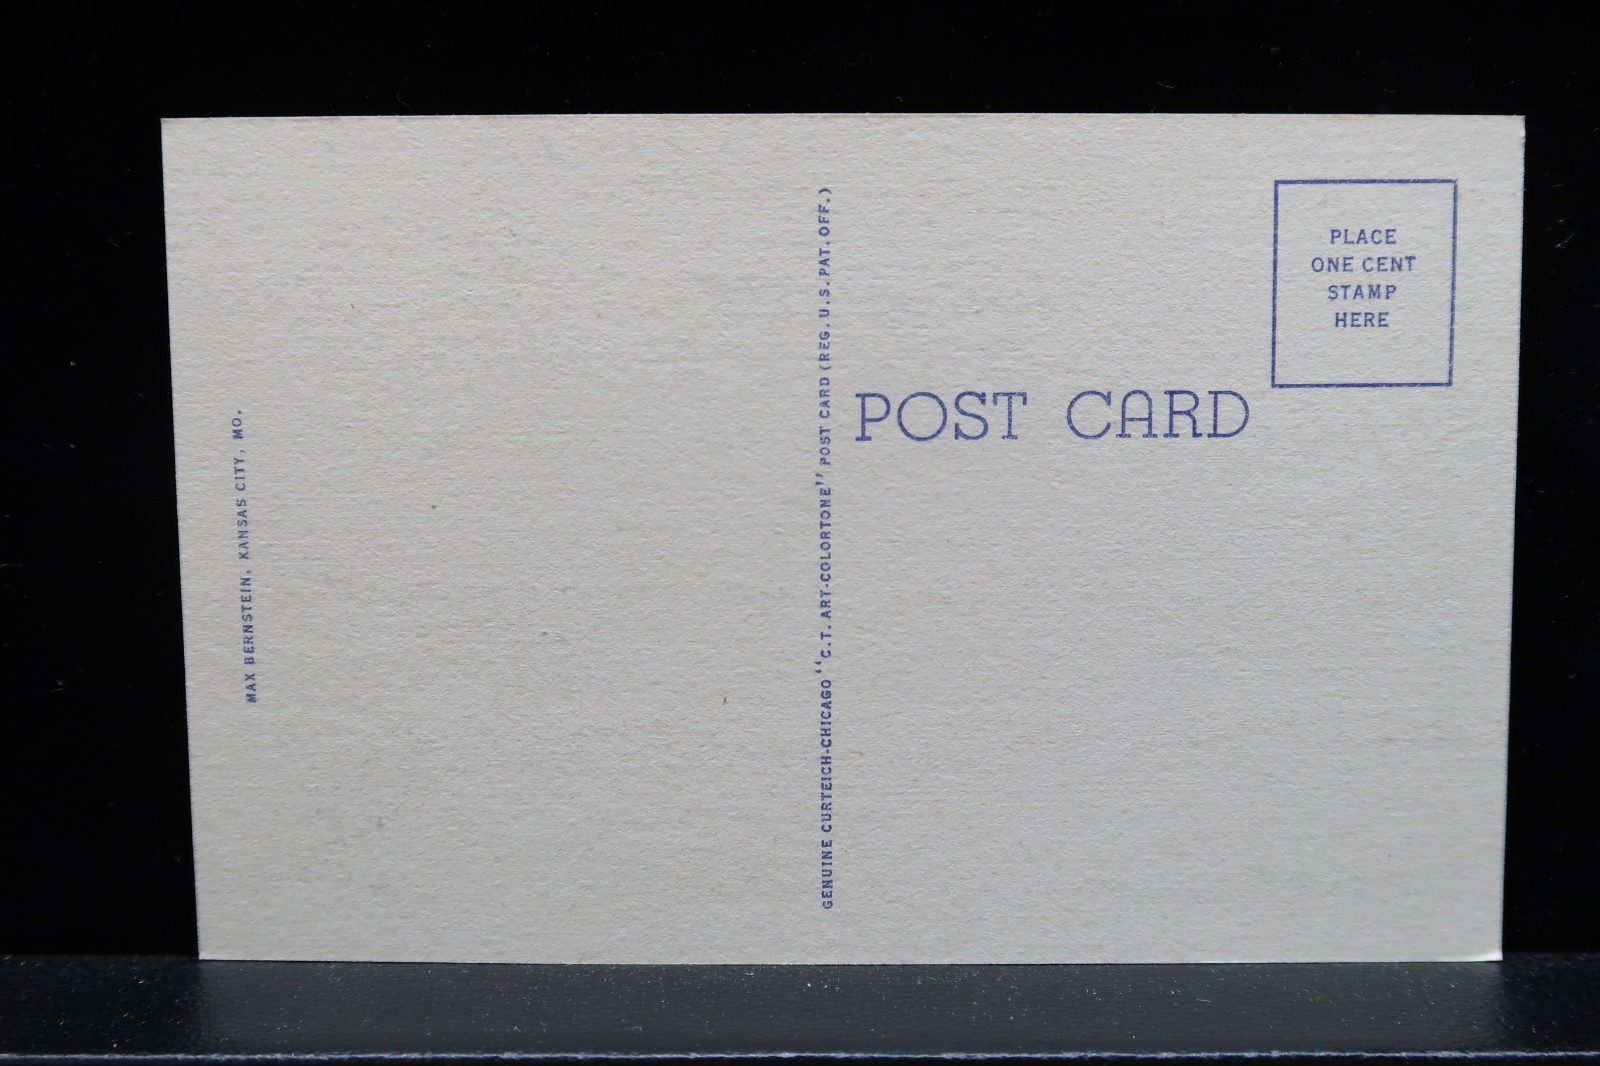 MAX BERNSTEIN, KANSAS CITY, MO.
GENUINE CURTEICH-CHICAGO "C.T. ART-COLORTONE" POST CARD (REG. U.S. PAT. OFF.)
POST CARD
PLACE
ONE CENT
STAMP
HERE